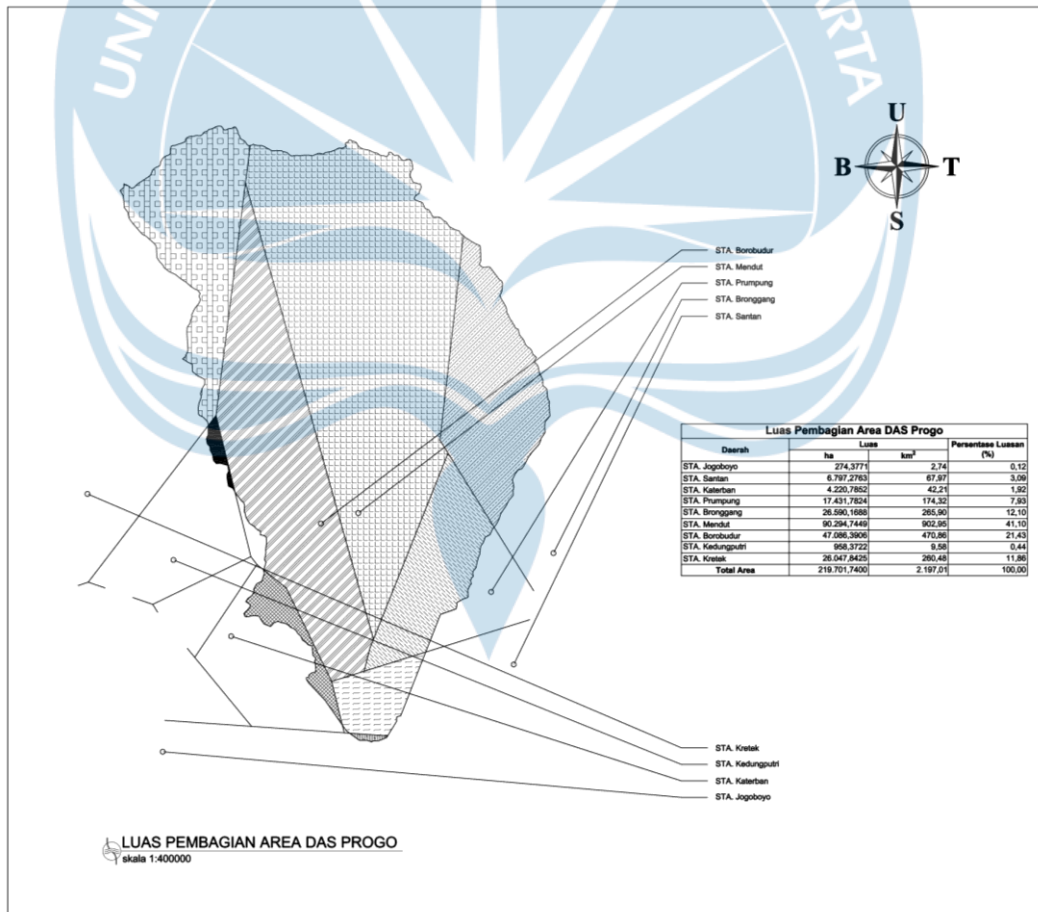 UNI
ARTA
U
B
T
S
STA. Borobudur
STA. Mendut
STA. Prumpung
STA. Bronggang
STA. Santan
Luas Pembagian Area DAS Progo
Daerah Luas Persentase Luasan (%)
ha km²
STA. Jogoboyo 274,3771 2,74 0,12
STA. Santan 6.797,2763 67,97 3,09
STA. Katerban 4.220,7852 42,21 1,92
STA. Prumpung 17.431,7824 174,32 7,93
STA. Bronggang 26.590,1688 265,90 12,10
STA. Mendut 90.294,7449 902,95 41,10
STA. Borobudur 47.086,3906 470,86 21,43
STA. Kedungputri 958,3722 9,58 0,44
STA. Kretek 26.047,8425 260,48 11,86
Total Area 219.701,7400 2.197,01 100,00
STA. Kretek
STA. Kedungputri
STA. Katerban
STA. Jogoboyo
LUAS PEMBAGIAN AREA DAS PROGO
skala 1:400000